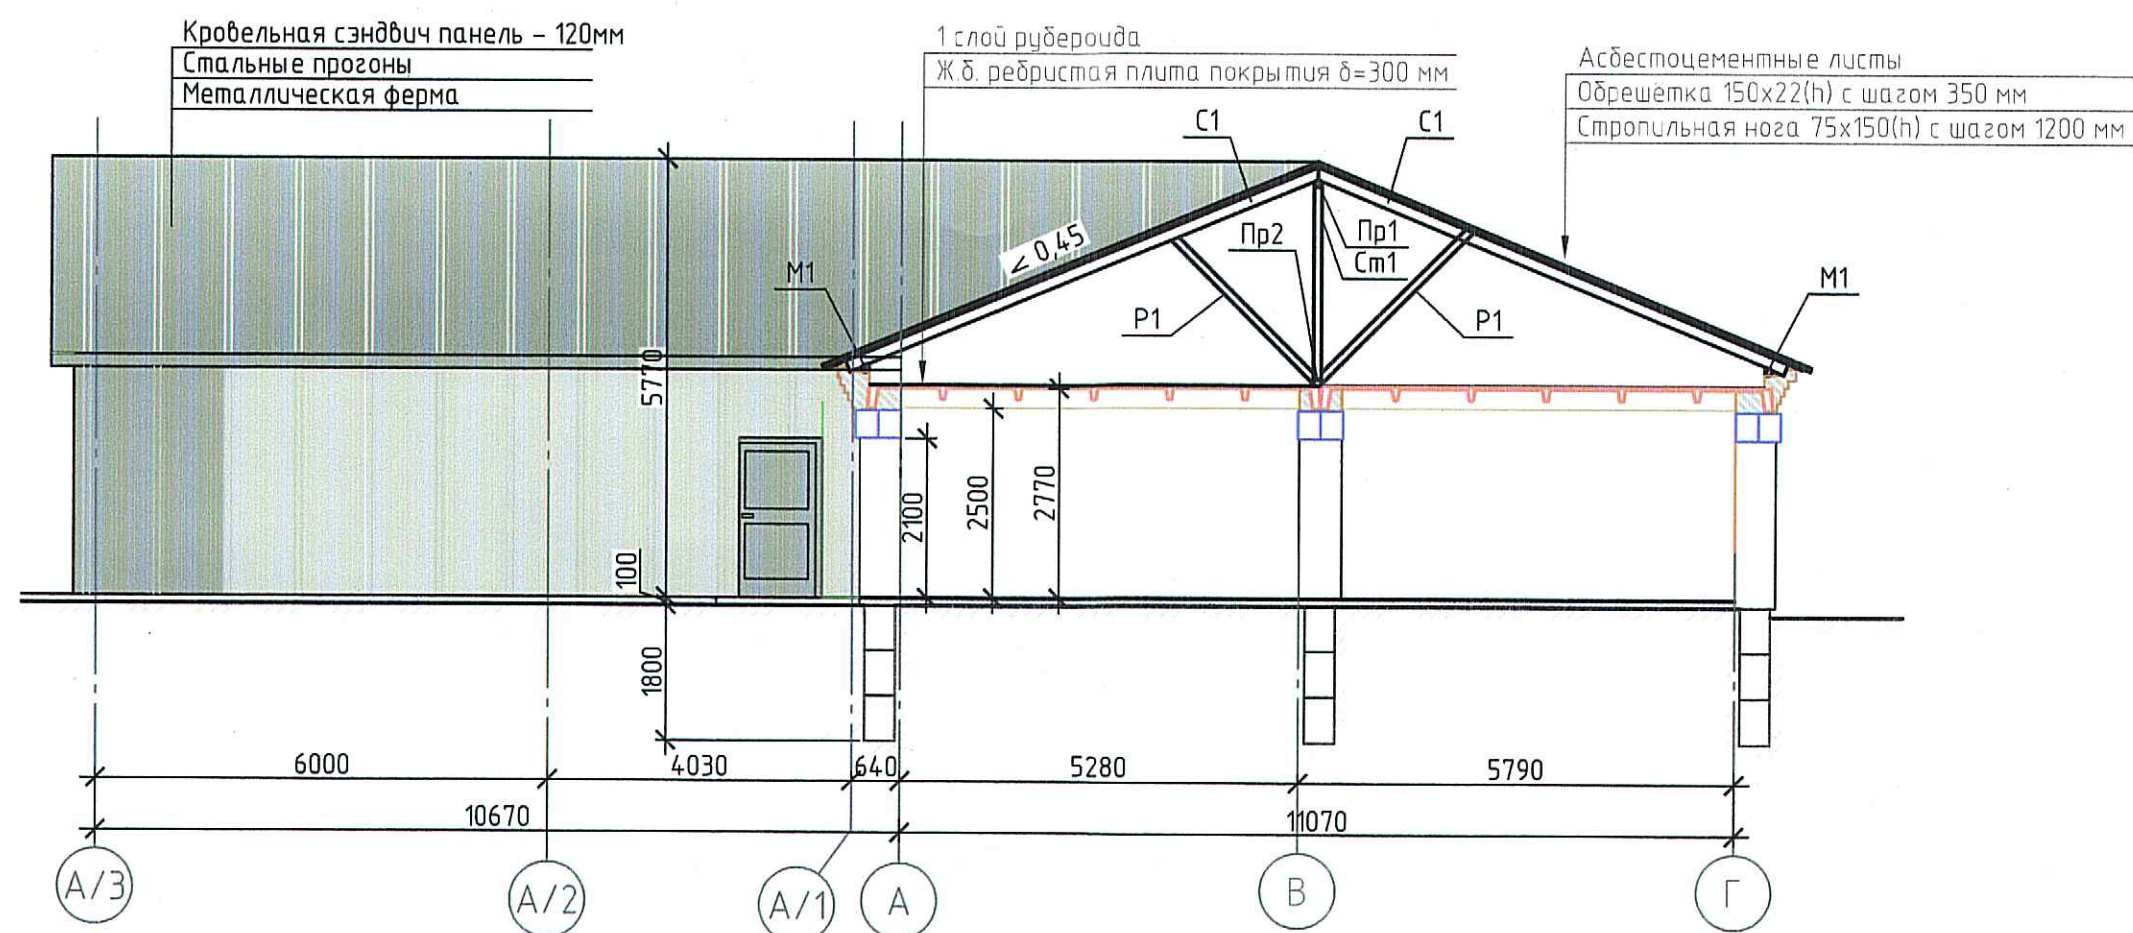 Кровельная сэндвич панель – 120мм
Стальные прогоны
Металлическая ферма
1 слой рубероида
Ж.б. ребристая плита покрытия δ=300 мм
Асбестоцементные листы
Обрешётка 150х22(h) с шагом 350 мм
Стропильная нога 75х150(h) с шагом 1200 мм
С1
С1
< 0,45
Пр2
Пр1
Ст1
М1
М1
Р1
Р1
5770
2100
2500
2770
100
1800
6000
4030
640
5280
5790
10670
11070
А/3
А/2
А/1
А
В
Г